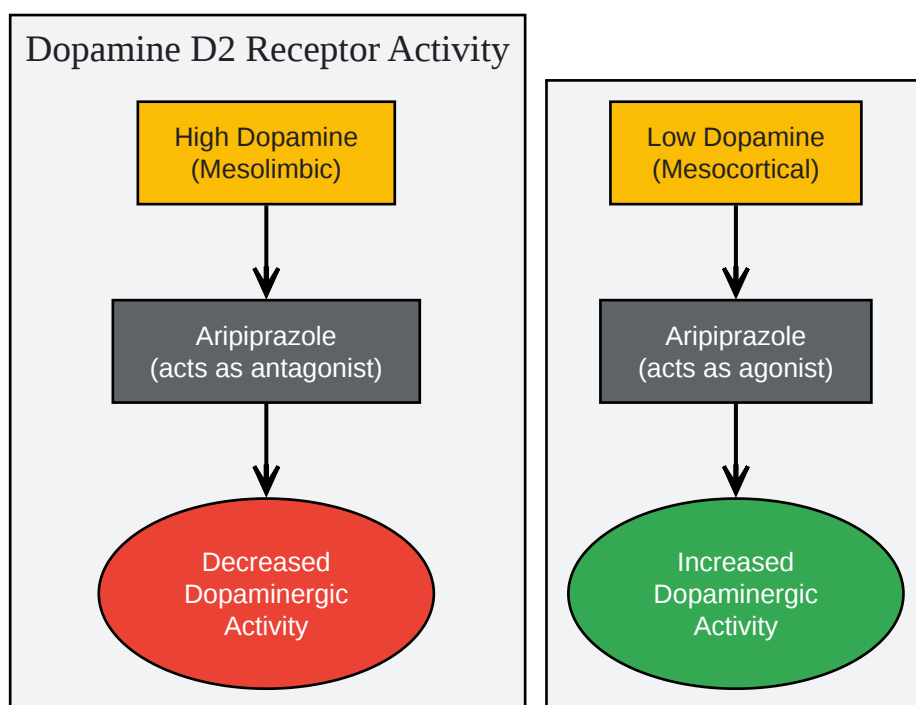 Dopamine D2 Receptor Activity
High Dopamine
(Mesolimbic)
Aripiprazole
(acts as antagonist)
Decreased
Dopaminergic
Activity
Low Dopamine
(Mesocortical)
Aripiprazole
(acts as agonist)
Increased
Dopaminergic
Activity